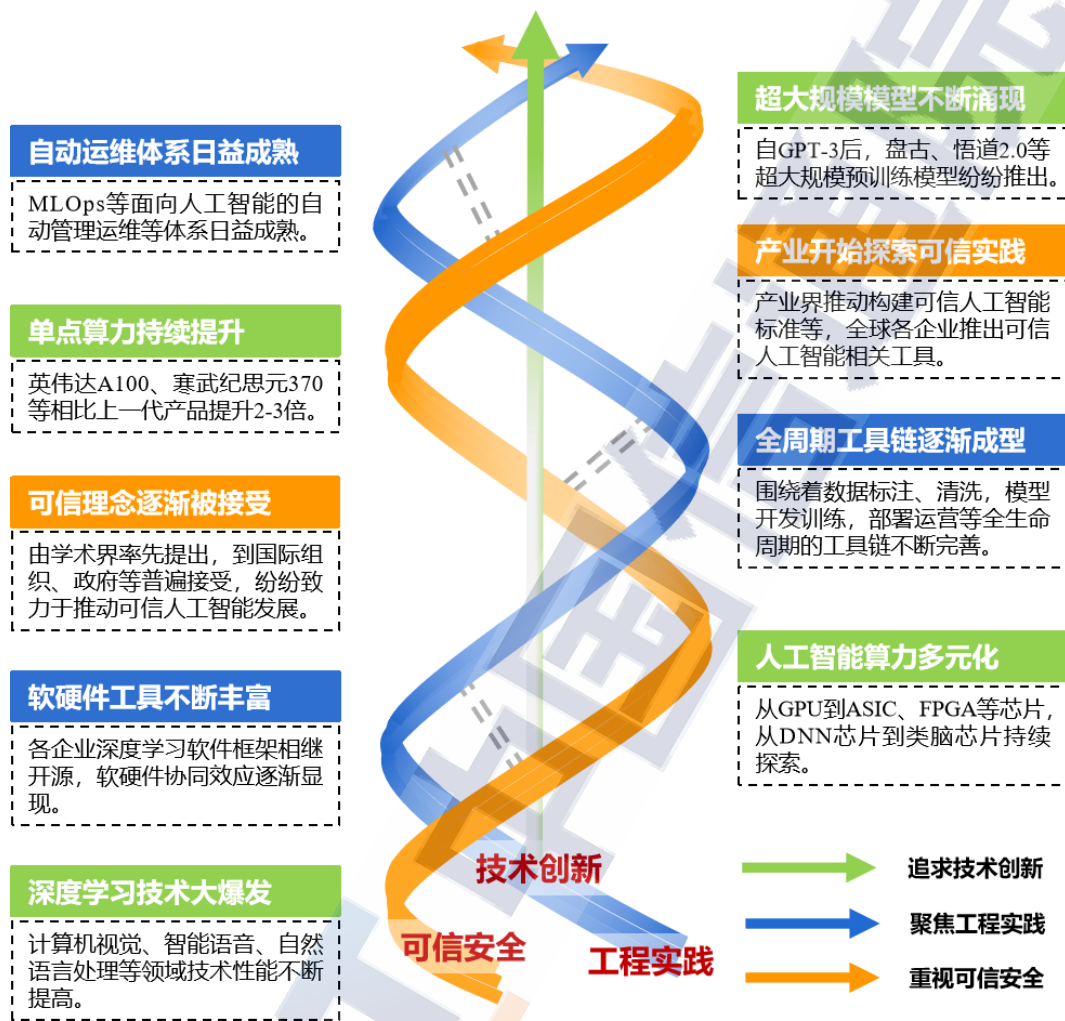 自动运维体系日益成熟
MLOps等面向人工智能的自
动管理运维等体系日益成熟。
单点算力持续提升
英伟达A100、寒武纪思元370
等相比上一代产品提升2-3倍。
可信理念逐渐被接受
由学术界率先提出，到国际组
织、政府等普遍接受，纷纷致
力于推动可信人工智能发展。
软硬件工具不断丰富
各企业深度学习软件框架相继
开源，软硬件协同效应逐渐显
现。
深度学习技术大爆发
计算机视觉、智能语音、自然
语言处理等领域技术性能不断
提高。
技术创新
可信安全
工程实践
超大规模模型不断涌现
自GPT-3后，盘古、悟道2.0等
超大规模预训练模型纷纷推出。
产业开始探索可信实践
产业界推动构建可信人工智能
标准等，全球各企业推出可信
人工智能相关工具。
全周期工具链逐渐成型
围绕着数据标注、清洗，模型
开发训练，部署运营等全生命
周期的工具链不断完善。
人工智能算力多元化
从GPU到ASIC、FPGA等芯片，
从DNN芯片到类脑芯片持续
探索。
追求技术创新
聚焦工程实践
重视可信安全